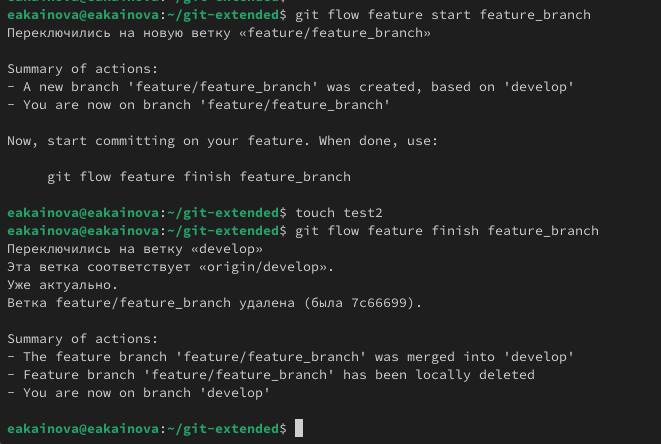 eakainova@eakainova:~/git-extended$ git flow feature start feature_branch
Переключились на новую ветку «feature/feature_branch»
Summary of actions:
- A new branch 'feature/feature_branch' was created, based on 'develop'
- You are now on branch 'feature/feature_branch'
Now, start committing on your feature. When done, use:
git flow feature finish feature_branch
eakainova@eakainova:~/git-extended$ touch test2
eakainova@eakainova:~/git-extended$ git flow feature finish feature_branch
Переключились на ветку «develop»
Эта ветка соответствует «origin/develop».
Уже актуально.
Ветка feature/feature_branch удалена (была 7c66699).
Summary of actions:
- The feature branch 'feature/feature_branch' was merged into 'develop'
- Feature branch 'feature/feature_branch' has been locally deleted
- You are now on branch 'develop'
eakainova@eakainova:~/git-extended$